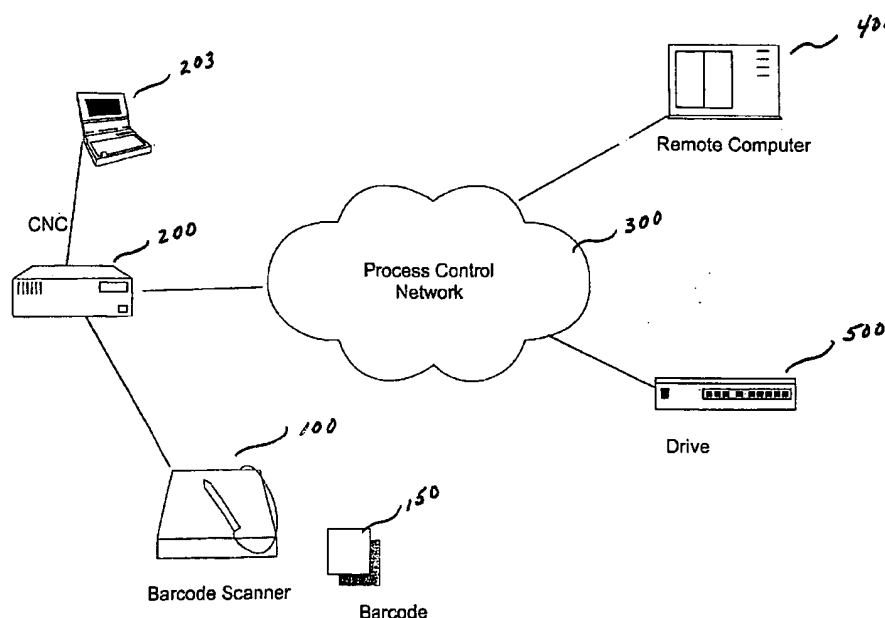 203
400
Remote Computer
CNC
200
300
Process Control
Network
500
Drive
100
150
Barcode Scanner
Barcode